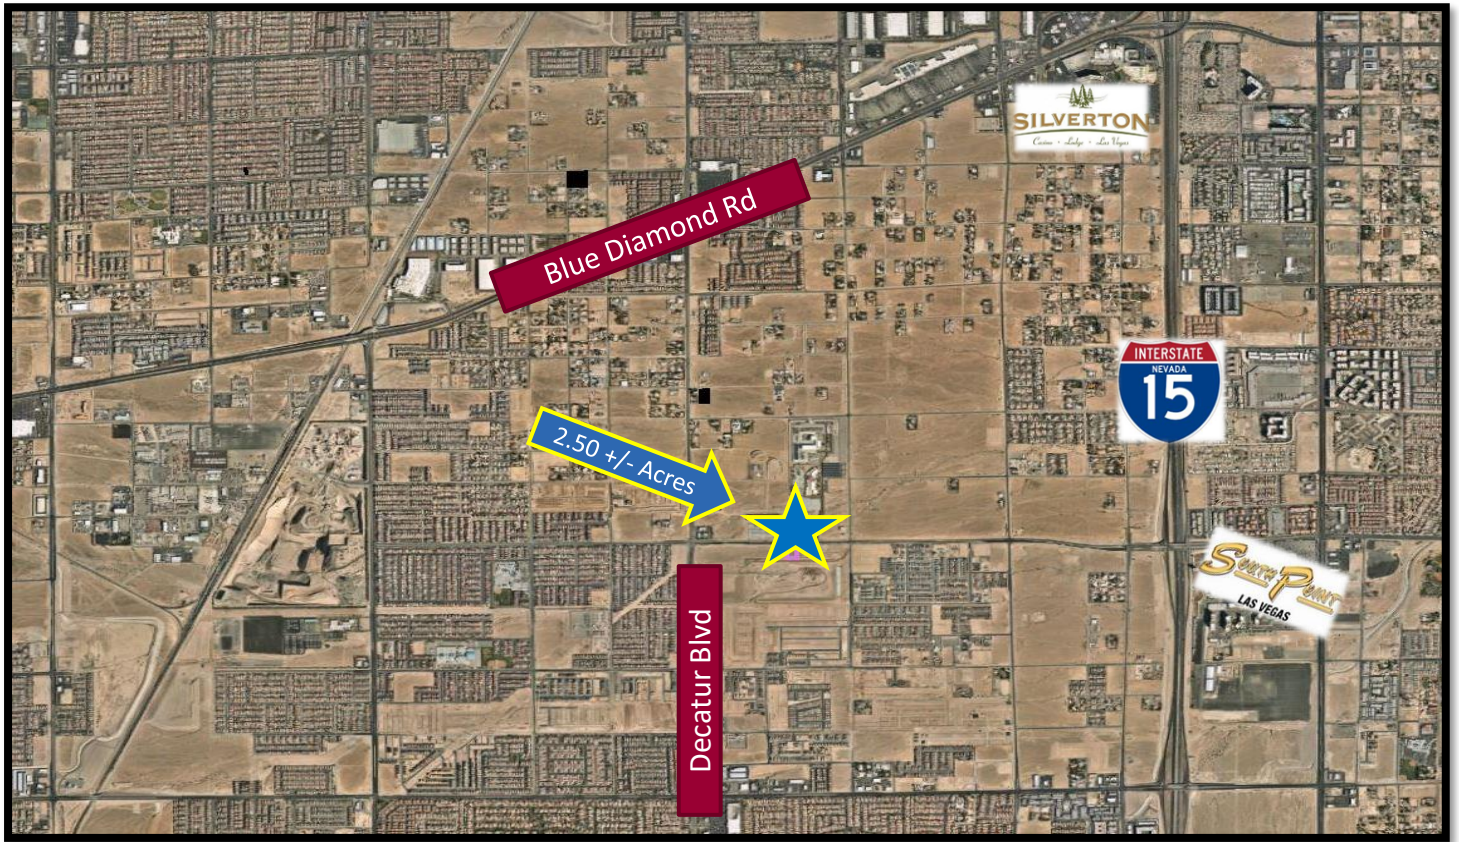 SILVERTON
Casino • Lodge • Las Vegas
Blue Diamond Rd
INTERSTATE
NEVADA
15
2.50 +/- Acres
South Point
LAS VEGAS
Decatur Blvd